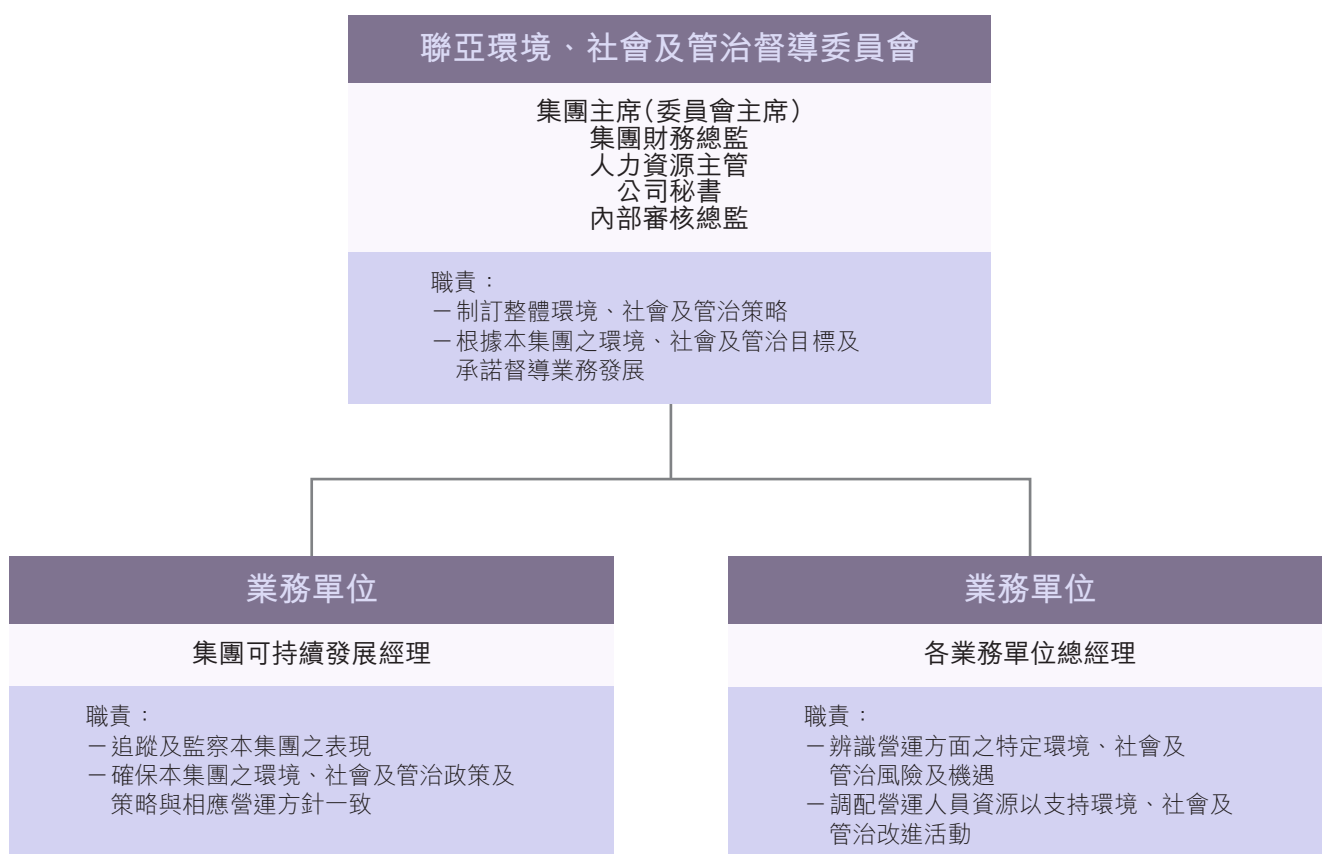 聯亞環境、社會及管治督導委員會
集團主席(委員會主席)
集團財務總監
人力資源主管
公司秘書
內部審核總監
職責：
－制訂整體環境、社會及管治策略
－根據本集團之環境、社會及管治目標及
承諾督導業務發展
業務單位
集團可持續發展經理
職責：
－追蹤及監察本集團之表現
－確保本集團之環境、社會及管治政策及
策略與相應營運方針一致
業務單位
各業務單位總經理
職責：
－辨識營運方面之特定環境、社會及
管治風險及機遇
－調配營運人員資源以支持環境、社會及
管治改進活動